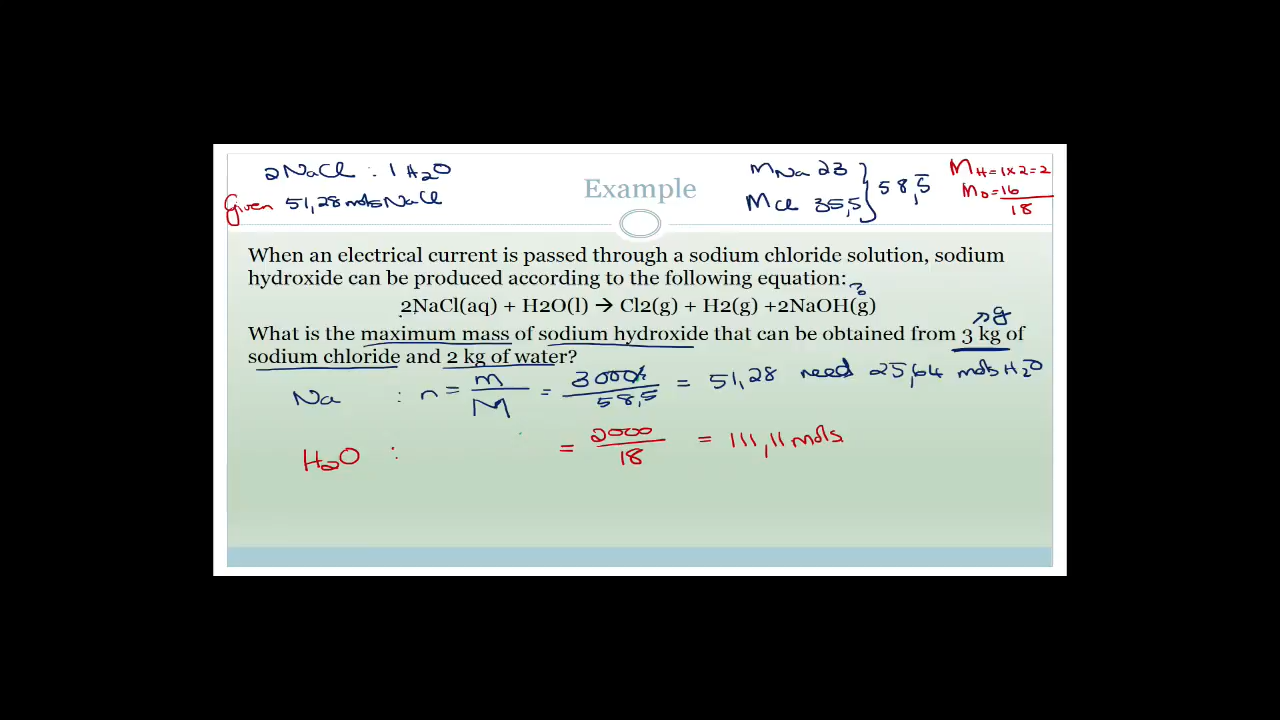 2NaCl : 1 H2O
Given 51,28 mols NaCl
Example
MNa 23
MCl 35,5
58,5
MH=1x2=2
MO=16
18
When an electrical current is passed through a sodium chloride solution, sodium
hydroxide can be produced according to the following equation:
2NaCl(aq) + H2O(l) → Cl2(g) + H2(g) +2NaOH(g)
What is the maximum mass of sodium hydroxide that can be obtained from 3 kg of
sodium chloride and 2 kg of water?
Na : n = m/M = 3000/58,5 = 51,28 need 25,64 mols H2O
H2O : = 2000/18 = 111,11 mols